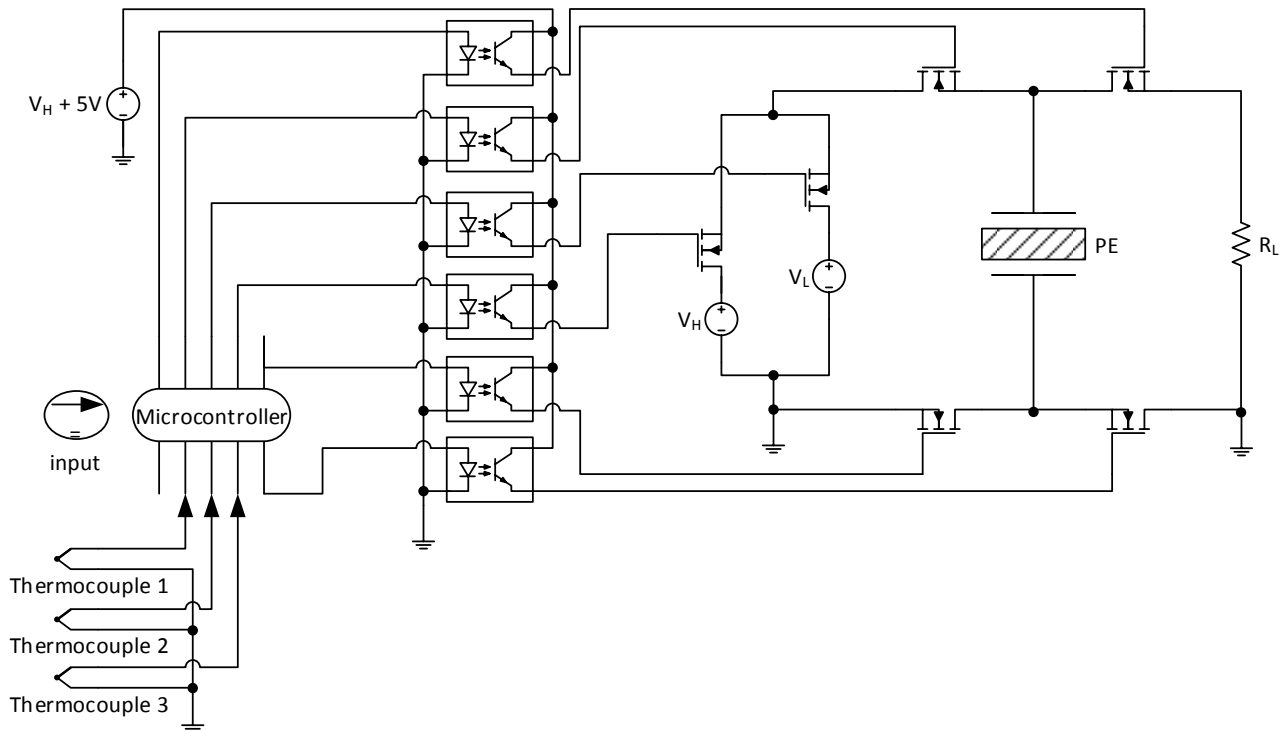 V_H + 5V
V_L
PE
R_L
V_H
Microcontroller
input
Thermocouple 1
Thermocouple 2
Thermocouple 3